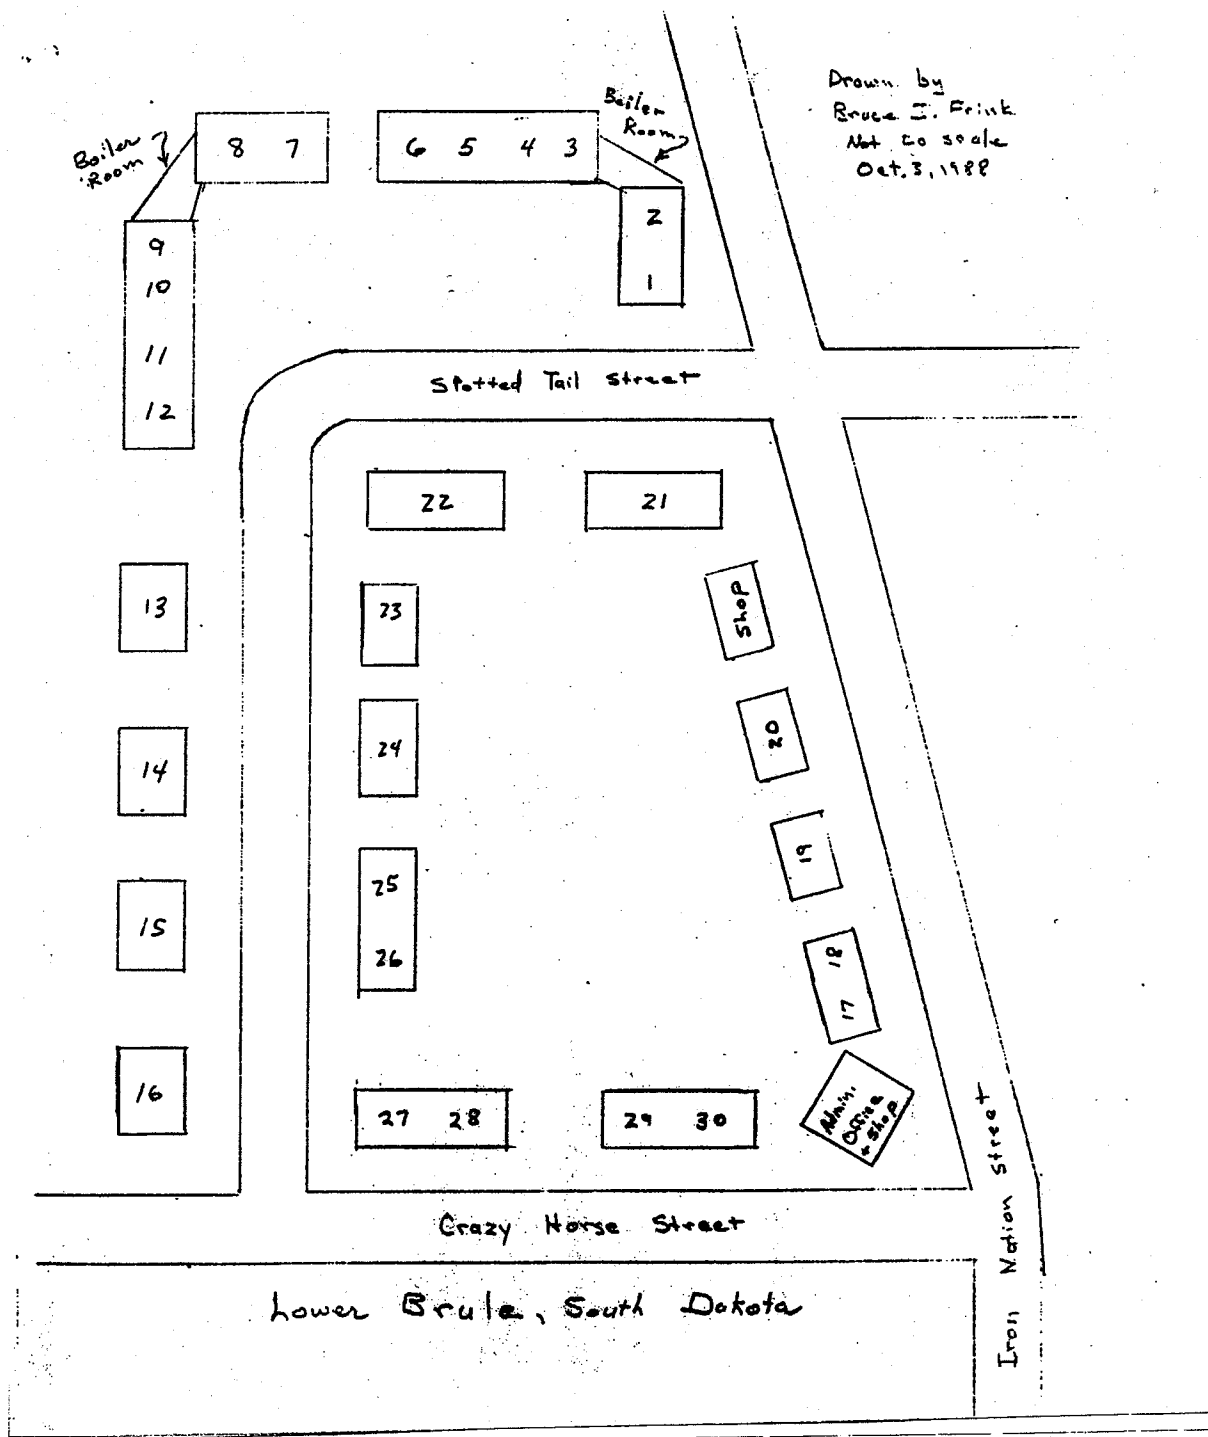 Drawn by
Bruce I. Frink
Not to scale
Oct. 3, 1988
Boiler
Room
Boiler
Room
8 7
6 5 4 3
2
1
9
10
11
12
Spotted Tail Street
22
21
13
23
Shop
14
24
20
19
15
25
26
18
17
16
27 28
29 30
Admin.
Office
+ Shop
Crazy Horse Street
Iron Nation Street
Lower Brule, South Dakota